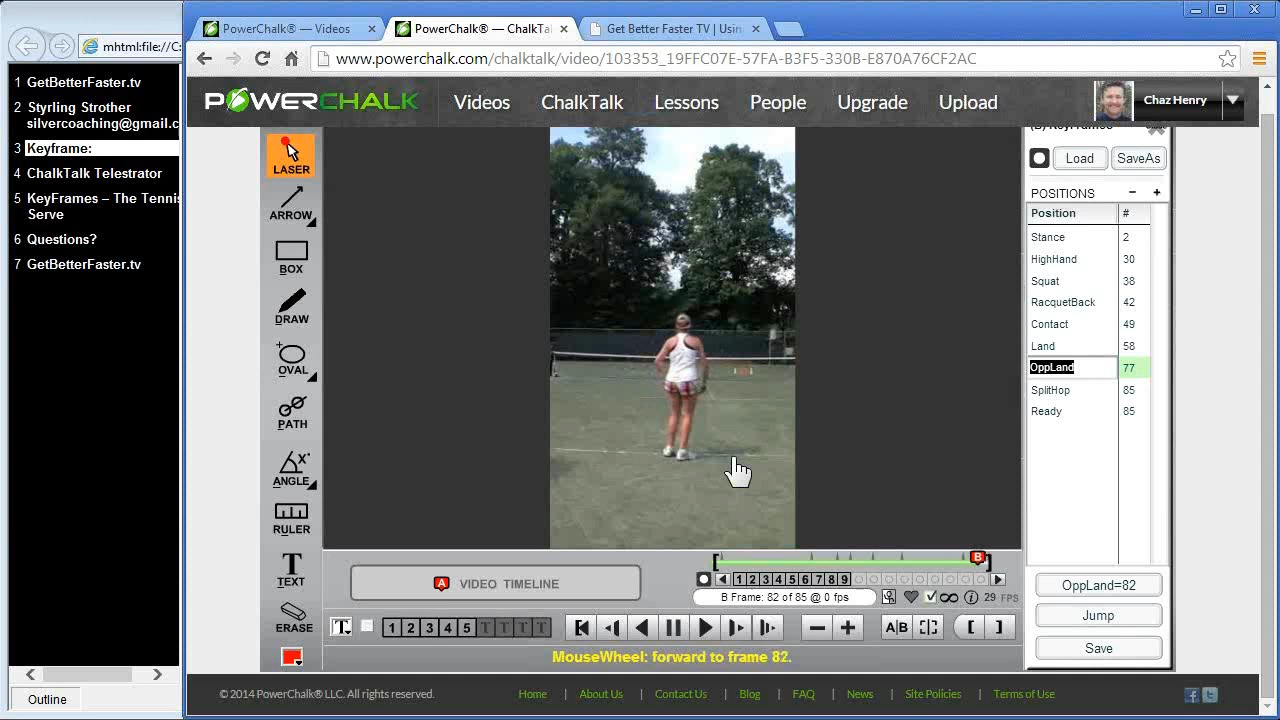 PowerChalk® — Videos
PowerChalk® — ChalkTal
Get Better Faster TV | Usin
mhtml:file://C:
www.powerchalk.com/chalktalk/video/103353_19FFC07E-57FA-B3F5-330B-E870A76CF2AC
POWERCHALK
Videos
ChalkTalk
Lessons
People
Upgrade
Upload
Chaz Henry
1 GetBetterFaster.tv
2 Styrling Strother
silvercoaching@gmail.c
3 Keyframe:
4 ChalkTalk Telestrator
5 KeyFrames – The Tennis
Serve
6 Questions?
7 GetBetterFaster.tv
Outline
LASER
ARROW
BOX
DRAW
OVAL
PATH
ANGLE
RULER
TEXT
ERASE
Load
SaveAs
POSITIONS - +
Position #
Stance 2
HighHand 30
Squat 38
RacquetBack 42
Contact 49
Land 58
OppLand 77
SplitHop 85
Ready 85
OppLand=82
Jump
Save
B
A VIDEO TIMELINE
1 2 3 4 5 6 7 8 9
B Frame: 82 of 85 @ 0 fps
29 FPS
T
1 2 3 4 5 T T T T
A|B
[ ]
MouseWheel: forward to frame 82.
© 2014 PowerChalk® LLC. All rights reserved.
Home | About Us | Contact Us | Blog | FAQ | News | Site Policies | Terms of Use